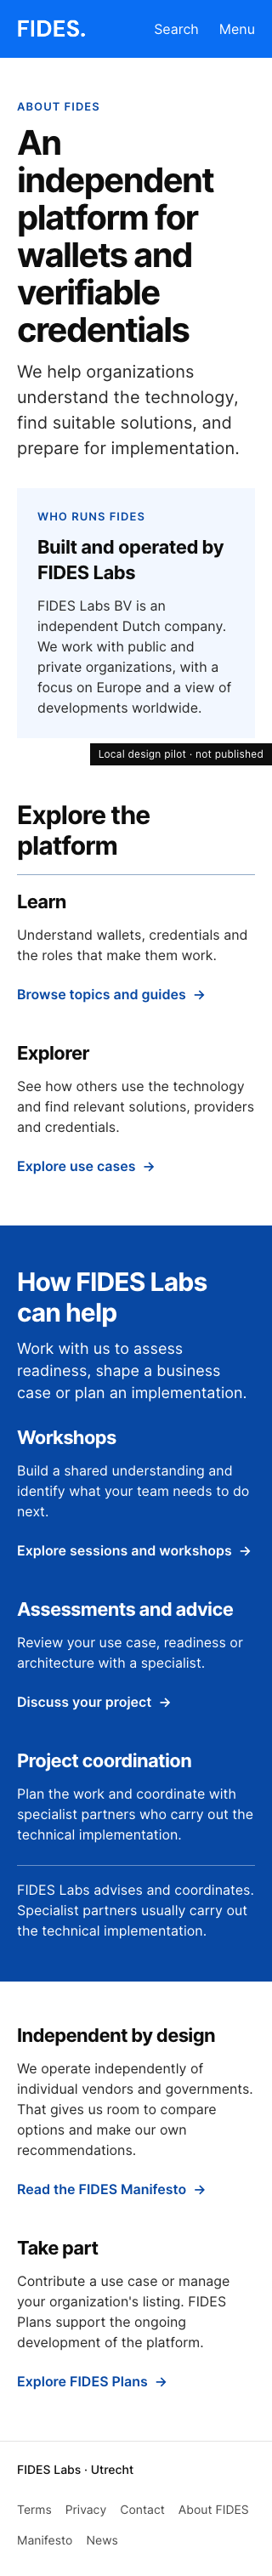 FIDES.
Search Menu
ABOUT FIDES
An
independent
platform for
wallets and
verifiable
credentials
We help organizations
understand the technology,
find suitable solutions, and
prepare for implementation.
WHO RUNS FIDES
Built and operated by
FIDES Labs
FIDES Labs BV is an
independent Dutch company.
We work with public and
private organizations, with a
focus on Europe and a view of
developments worldwide.
Local design pilot · not published
Explore the
platform
Learn
Understand wallets, credentials and
the roles that make them work.
Browse topics and guides →
Explorer
See how others use the technology
and find relevant solutions, providers
and credentials.
Explore use cases →
How FIDES Labs
can help
Work with us to assess
readiness, shape a business
case or plan an implementation.
Workshops
Build a shared understanding and
identify what your team needs to do
next.
Explore sessions and workshops →
Assessments and advice
Review your use case, readiness or
architecture with a specialist.
Discuss your project →
Project coordination
Plan the work and coordinate with
specialist partners who carry out the
technical implementation.
FIDES Labs advises and coordinates.
Specialist partners usually carry out
the technical implementation.
Independent by design
We operate independently of
individual vendors and governments.
That gives us room to compare
options and make our own
recommendations.
Read the FIDES Manifesto →
Take part
Contribute a use case or manage
your organization's listing. FIDES
Plans support the ongoing
development of the platform.
Explore FIDES Plans →
FIDES Labs · Utrecht
Terms Privacy Contact About FIDES
Manifesto News